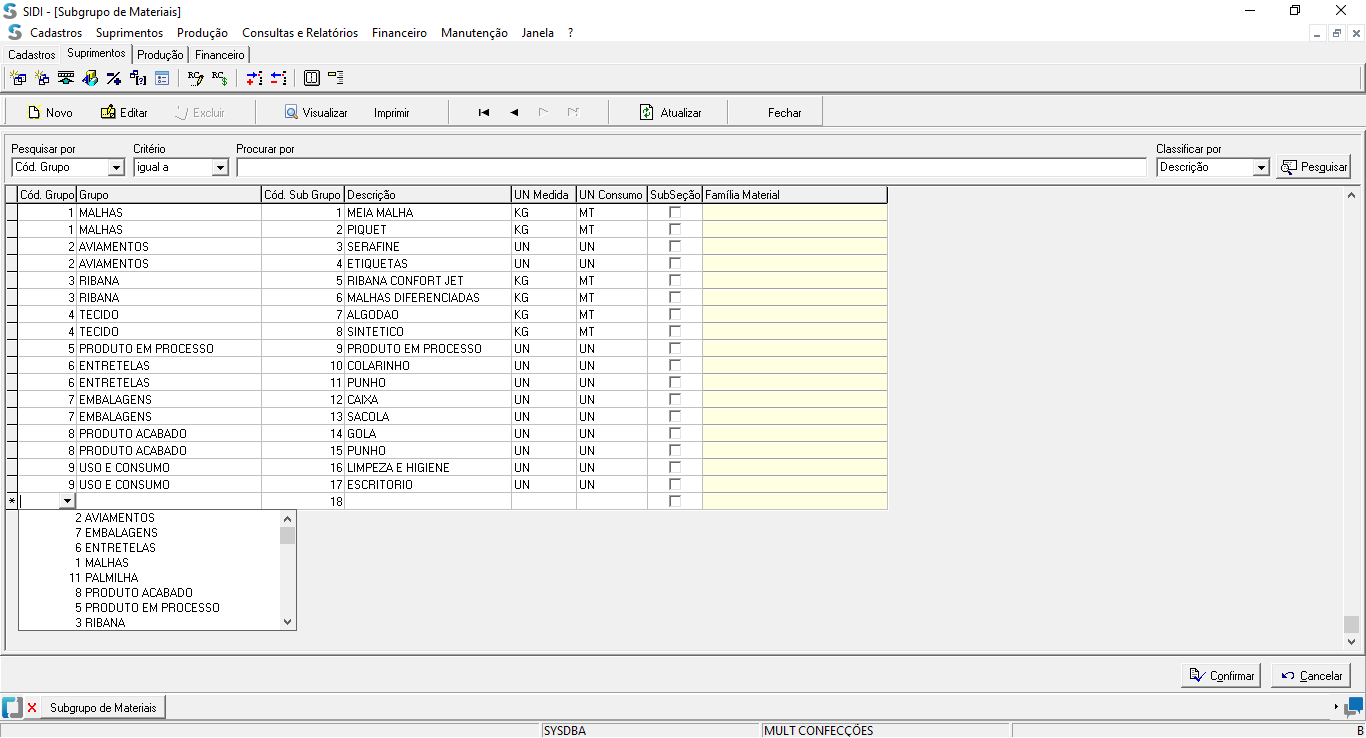 SIDI - [Subgrupo de Materiais]
Cadastros Suprimentos Produção Consultas e Relatórios Financeiro Manutenção Janela ?
Cadastros Suprimentos Produção Financeiro
Novo Editar Excluir Visualizar Imprimir Atualizar Fechar
Pesquisar por Critério Procurar por Classificar por
Cód. Grupo igual a Descrição Pesquisar
Cód. Grupo Grupo Cód. Sub Grupo Descrição UN Medida UN Consumo SubSeção Família Material
1 MALHAS 1 MEIA MALHA KG MT
1 MALHAS 2 PIQUET KG MT
2 AVIAMENTOS 3 SERAFINE UN UN
2 AVIAMENTOS 4 ETIQUETAS UN UN
3 RIBANA 5 RIBANA CONFORT JET KG MT
3 RIBANA 6 MALHAS DIFERENCIADAS KG MT
4 TECIDO 7 ALGODAO KG MT
4 TECIDO 8 SINTETICO KG MT
5 PRODUTO EM PROCESSO 9 PRODUTO EM PROCESSO UN UN
6 ENTRETELAS 10 COLARINHO UN UN
6 ENTRETELAS 11 PUNHO UN UN
7 EMBALAGENS 12 CAIXA UN UN
7 EMBALAGENS 13 SACOLA UN UN
8 PRODUTO ACABADO 14 GOLA UN UN
8 PRODUTO ACABADO 15 PUNHO UN UN
9 USO E CONSUMO 16 LIMPEZA E HIGIENE UN UN
9 USO E CONSUMO 17 ESCRITORIO UN UN
* 18
2 AVIAMENTOS
7 EMBALAGENS
6 ENTRETELAS
1 MALHAS
11 PALMILHA
8 PRODUTO ACABADO
5 PRODUTO EM PROCESSO
3 RIBANA
Confirmar Cancelar
Subgrupo de Materiais
SYSDBA MULT CONFECÇÕES B